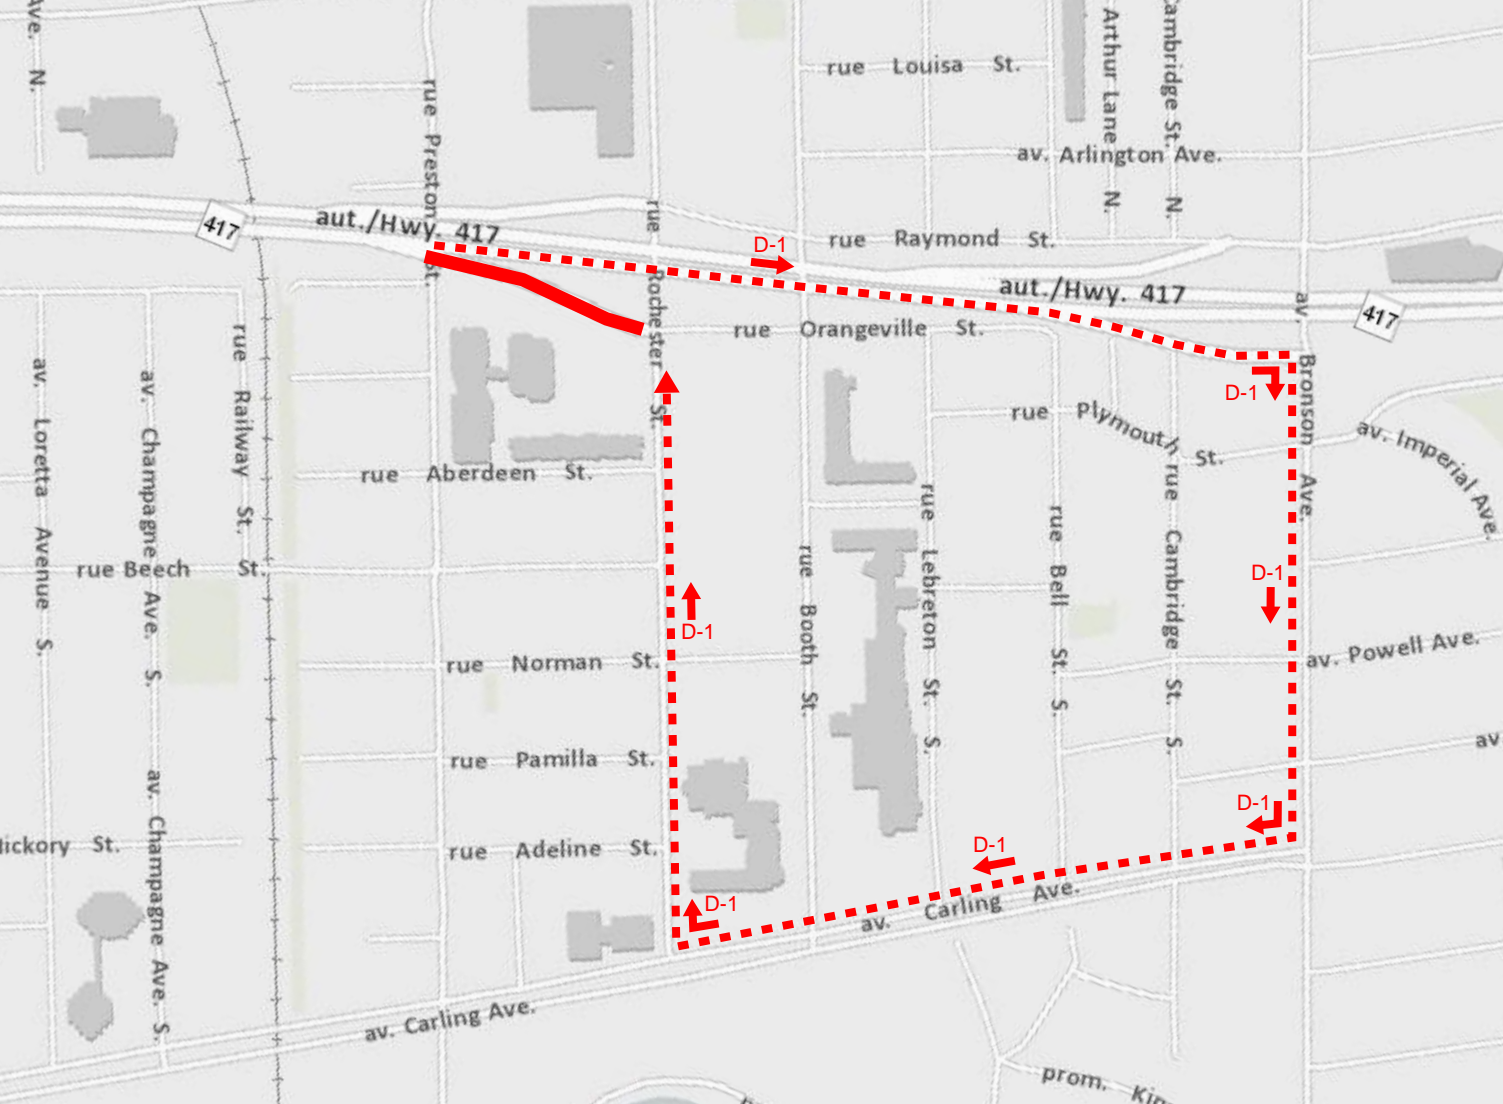 Ave. N.
rue Preston St.
rue Louisa St.
Arthur Lane N.
Cambridge St. N.
av. Arlington Ave.
417
aut./Hwy. 417
rue Rochester St.
D-1
rue Raymond St.
aut./Hwy. 417
417
rue Orangeville St.
av. Bronson Ave.
D-1
rue Railway St.
av. Loretta Avenue S.
av. Champagne Ave. S.
rue Plymouth St.
av. Imperial Ave.
rue Aberdeen St.
rue Lebreton St. S.
rue Bell St. S.
rue Cambridge St. S.
rue Booth St.
rue Beech St.
D-1
D-1
rue Norman St.
av. Powell Ave.
rue Pamilla St.
av
av. Champagne Ave. S.
D-1
rue Adeline St.
D-1
ickory St.
D-1
av. Carling Ave.
av. Carling Ave.
prom.